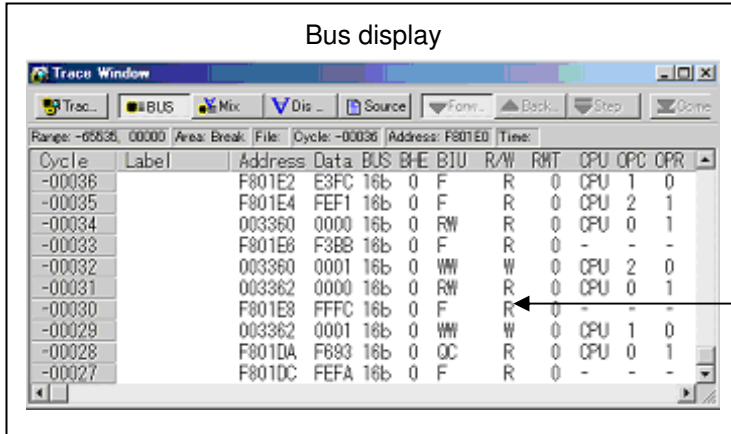 Bus display
Trace Window
Trac... BUS Mix Dis ... Source Forw... Back... Step Come
Range: -65535, 00000 Area: Break File: Cycle: -00036 Address: F801E0 Time:
Cycle Label Address Data BUS BHE BIU R/W RWT CPU OPC OPR
-00036 F801E2 E3FC 16b 0 F R 0 CPU 1 0
-00035 F801E4 FEF1 16b 0 F R 0 CPU 2 1
-00034 003360 0000 16b 0 RW R 0 CPU 0 1
-00033 F801E6 F3BB 16b 0 F R 0 - - -
-00032 003360 0001 16b 0 WW W 0 CPU 2 0
-00031 003362 0000 16b 0 RW R 0 CPU 0 1
-00030 F801E8 FFFC 16b 0 F R 0 - - -
-00029 003362 0001 16b 0 WW W 0 CPU 1 0
-00028 F801DA F693 16b 0 QC R 0 CPU 0 1
-00027 F801DC FEFA 16b 0 F R 0 - - -